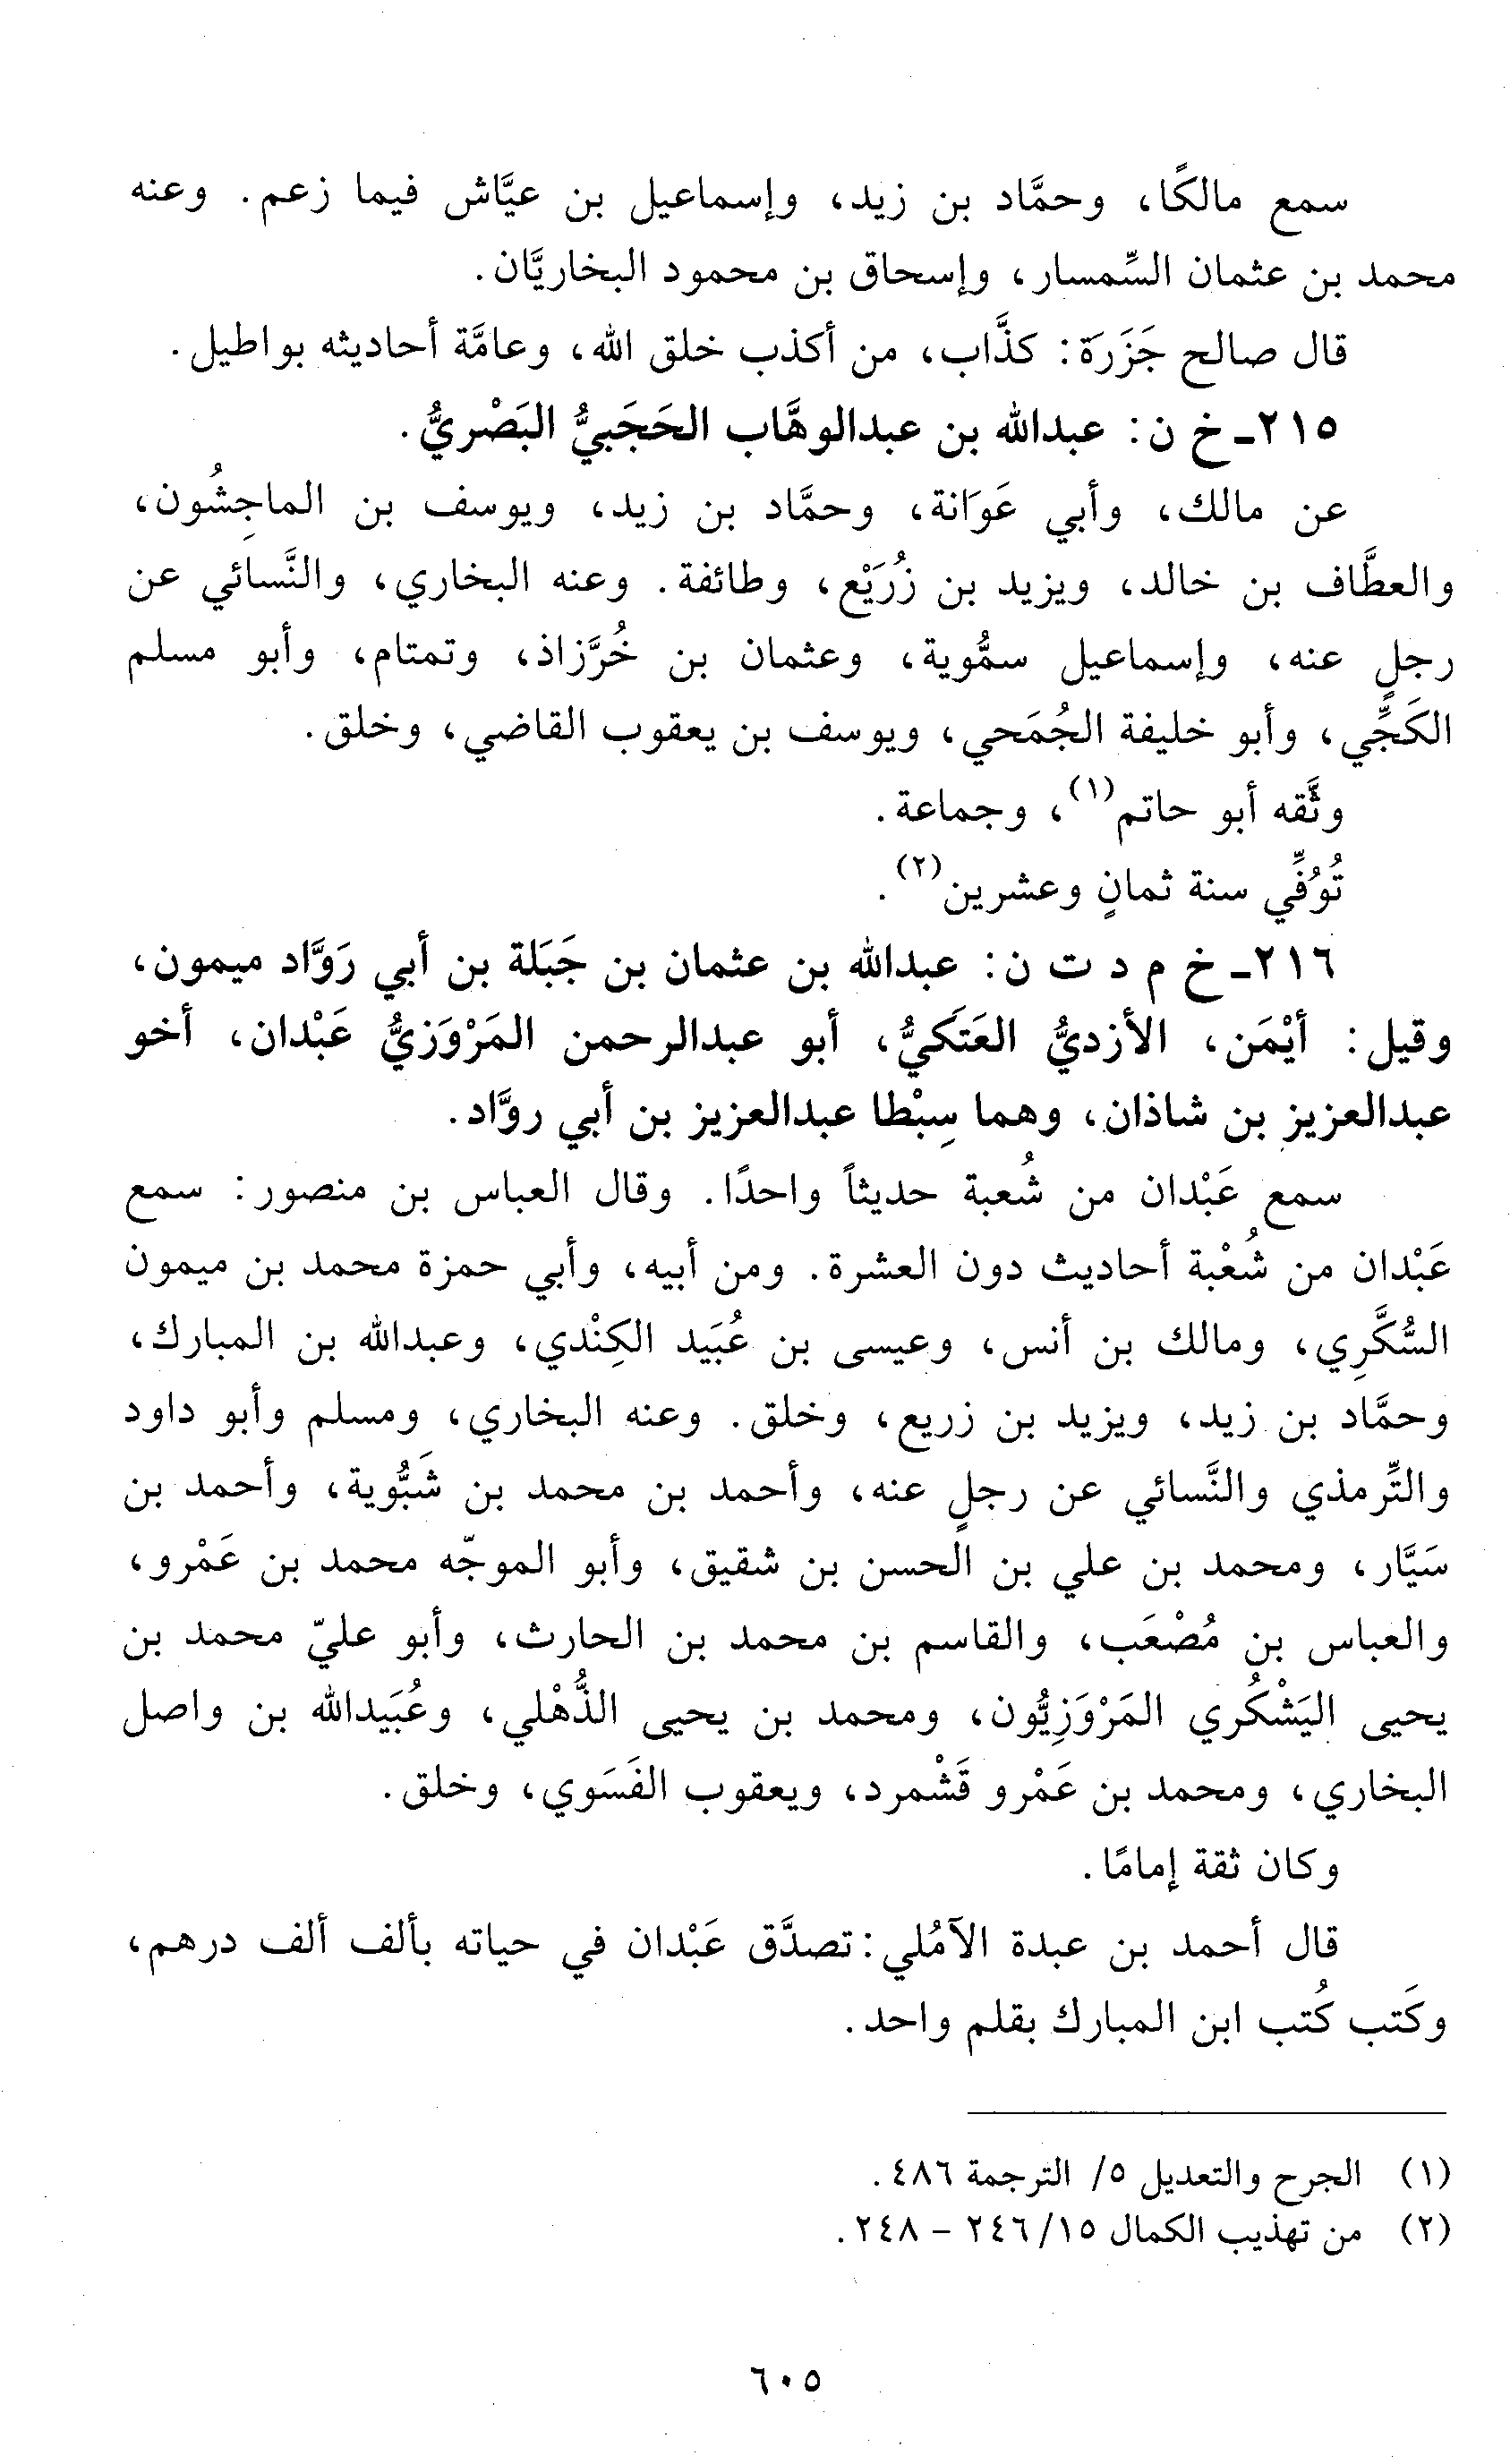 سمع مالكًا، وحمَّاد بن زيد، وإسماعيل بن عيَّاش فيما زعم. وعنه
محمد بن عثمان السِّمسار، وإسحاق بن محمود البخاريَّان.
قال صالح جَزَرَة: كذَّاب، من أكذب خلق الله، وعامَّة أحاديثه بواطيل.
٢١٥- خ ن: عبدالله بن عبدالوهَّاب الحَجَبيُّ البَصْريُّ.
عن مالك، وأبي عَوَانة، وحمَّاد بن زيد، ويوسف بن الماجِشُون،
والعطَّاف بن خالد، ويزيد بن زُرَيْع، وطائفة. وعنه البخاري، والنَّسائي عن
رجلٍ عنه، وإسماعيل سمُّوية، وعثمان بن خُرَّزاذ، وتمتام، وأبو مسلم
الكَجِّي، وأبو خليفة الجُمَحي، ويوسف بن يعقوب القاضي، وخلق.
وثَّقه أبو حاتم(١)، وجماعة.
تُوُفِّي سنة ثمانٍ وعشرين(٢).
٢١٦- خ م د ت ن: عبدالله بن عثمان بن جَبَلة بن أبي رَوَّاد ميمون،
وقيل: أيْمَن، الأزديُّ العَتَكيُّ، أبو عبدالرحمن المَرْوَزيُّ عَبْدان، أخو
عبدالعزيز بن شاذان، وهما سِبْطا عبدالعزيز بن أبي روَّاد.
سمع عَبْدان من شُعبة حديثاً واحدًا. وقال العباس بن منصور: سمع
عَبْدان من شُعْبة أحاديث دون العشرة. ومن أبيه، وأبي حمزة محمد بن ميمون
السُّكَّرِي، ومالك بن أنس، وعيسى بن عُبَيد الكِنْدي، وعبدالله بن المبارك،
وحمَّاد بن زيد، ويزيد بن زريع، وخلق. وعنه البخاري، ومسلم وأبو داود
والتِّرمذي والنَّسائي عن رجلٍ عنه، وأحمد بن محمد بن شَبُّوية، وأحمد بن
سَيَّار، ومحمد بن علي بن الحسن بن شقيق، وأبو الموجّه محمد بن عَمْرو،
والعباس بن مُصْعَب، والقاسم بن محمد بن الحارث، وأبو عليّ محمد بن
يحيى اليَشْكُري المَرْوَزِيُّون، ومحمد بن يحيى الذُّهْلي، وعُبَيدالله بن واصل
البخاري، ومحمد بن عَمْرو قَشْمرد، ويعقوب الفَسَوي، وخلق.
وكان ثقة إمامًا.
قال أحمد بن عبدة الآمُلي: تصدَّق عَبْدان في حياته بألف ألف درهم،
وكَتب كُتب ابن المبارك بقلم واحد.
(١) الجرح والتعديل ٥/ الترجمة ٤٨٦.
(٢) من تهذيب الكمال ١٥/ ٢٤٦ - ٢٤٨.
٦٠٥